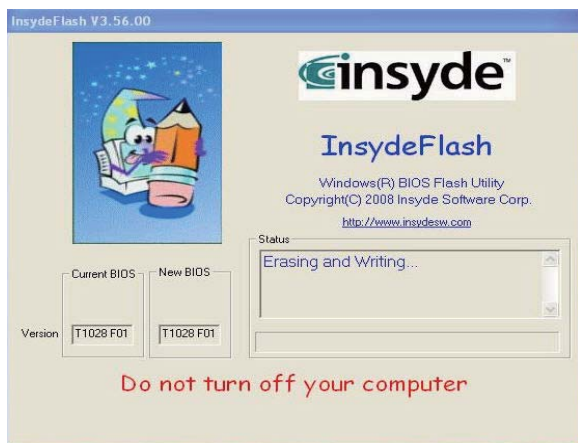 InsydeFlash V3.56.00
insyde™
InsydeFlash
Windows(R) BIOS Flash Utility
Copyright(C) 2008 Insyde Software Corp.
http://www.insydesw.com
Status
Erasing and Writing...
Current BIOS
New BIOS
Version
T1028 F01
T1028 F01
Do not turn off your computer